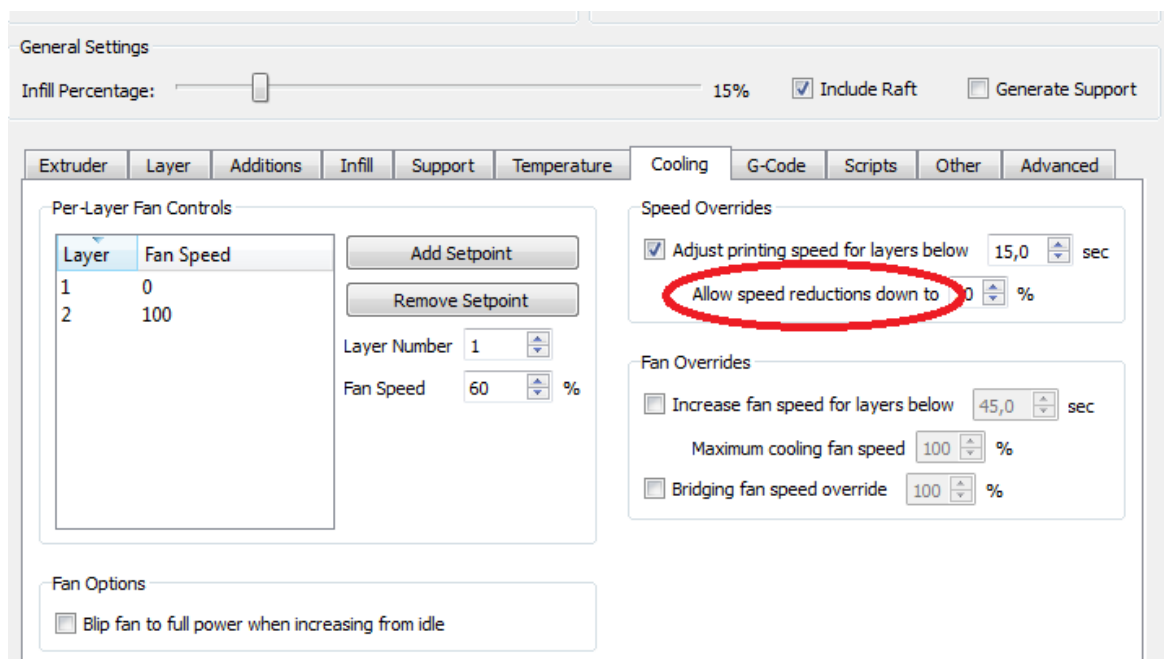 General Settings
Infill Percentage: 15% Include Raft Generate Support
Extruder Layer Additions Infill Support Temperature Cooling G-Code Scripts Other Advanced
Per-Layer Fan Controls
Layer Fan Speed
1 0
2 100
Add Setpoint
Remove Setpoint
Layer Number 1
Fan Speed 60 %
Speed Overrides
Adjust printing speed for layers below 15,0 sec
Allow speed reductions down to %
Fan Overrides
Increase fan speed for layers below 45,0 sec
Maximum cooling fan speed 100 %
Bridging fan speed override 100 %
Fan Options
Blip fan to full power when increasing from idle